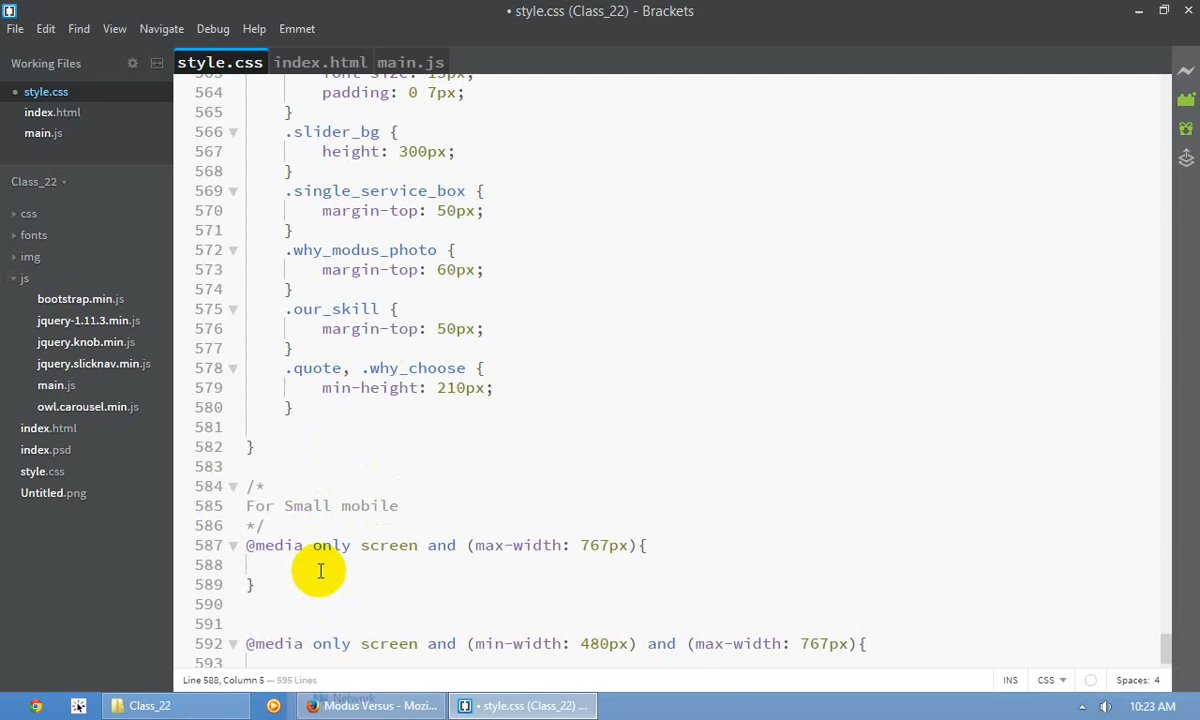 • style.css (Class_22) - Brackets
File Edit Find View Navigate Debug Help Emmet
Working Files
style.css index.html main.js
• style.css
index.html
main.js
Class_22
css
fonts
img
js
bootstrap.min.js
jquery-1.11.3.min.js
jquery.knob.min.js
jquery.slicknav.min.js
main.js
owl.carousel.min.js
index.html
index.psd
style.css
Untitled.png
563 font-size: 15px;
564 padding: 0 7px;
565 }
566 .slider_bg {
567 height: 300px;
568 }
569 .single_service_box {
570 margin-top: 50px;
571 }
572 .why_modus_photo {
573 margin-top: 60px;
574 }
575 .our_skill {
576 margin-top: 50px;
577 }
578 .quote, .why_choose {
579 min-height: 210px;
580 }
581
582 }
583
584 /*
585 For Small mobile
586 */
587 @media only screen and (max-width: 767px){
588
589 }
590
591
592 @media only screen and (min-width: 480px) and (max-width: 767px){
593
Line 588, Column 5 — 595 Lines
INS CSS Spaces: 4
Network
Class_22
Modus Versus - Mozi...
• style.css (Class_22) ...
10:23 AM